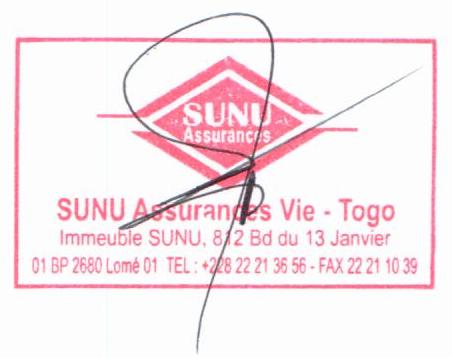 SUNU
Assurances
SUNU Assurances Vie - Togo
Immeuble SUNU, 812 Bd du 13 Janvier
01 BP 2680 Lomé 01 TEL : +228 22 21 36 56 - FAX 22 21 10 39